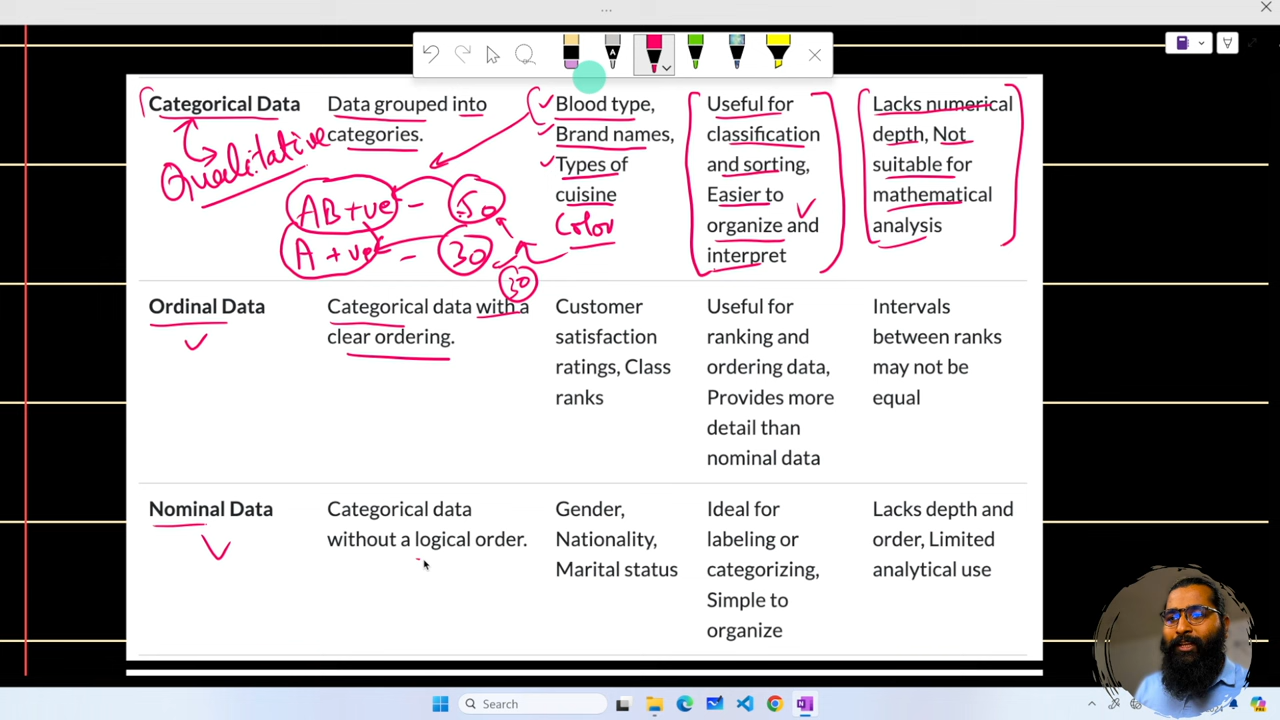 Categorical Data
Data grouped into
categories.
Blood type,
Brand names,
Types of
cuisine
Color
Useful for
classification
and sorting,
Easier to
organize and
interpret
Lacks numerical
depth, Not
suitable for
mathematical
analysis
Qualitative
AB+ve - 50
A +ve - 30
30
Ordinal Data
Categorical data with a
clear ordering.
Customer
satisfaction
ratings, Class
ranks
Useful for
ranking and
ordering data,
Provides more
detail than
nominal data
Intervals
between ranks
may not be
equal
Nominal Data
Categorical data
without a logical order.
Gender,
Nationality,
Marital status
Ideal for
labeling or
categorizing,
Simple to
organize
Lacks depth and
order, Limited
analytical use
Search